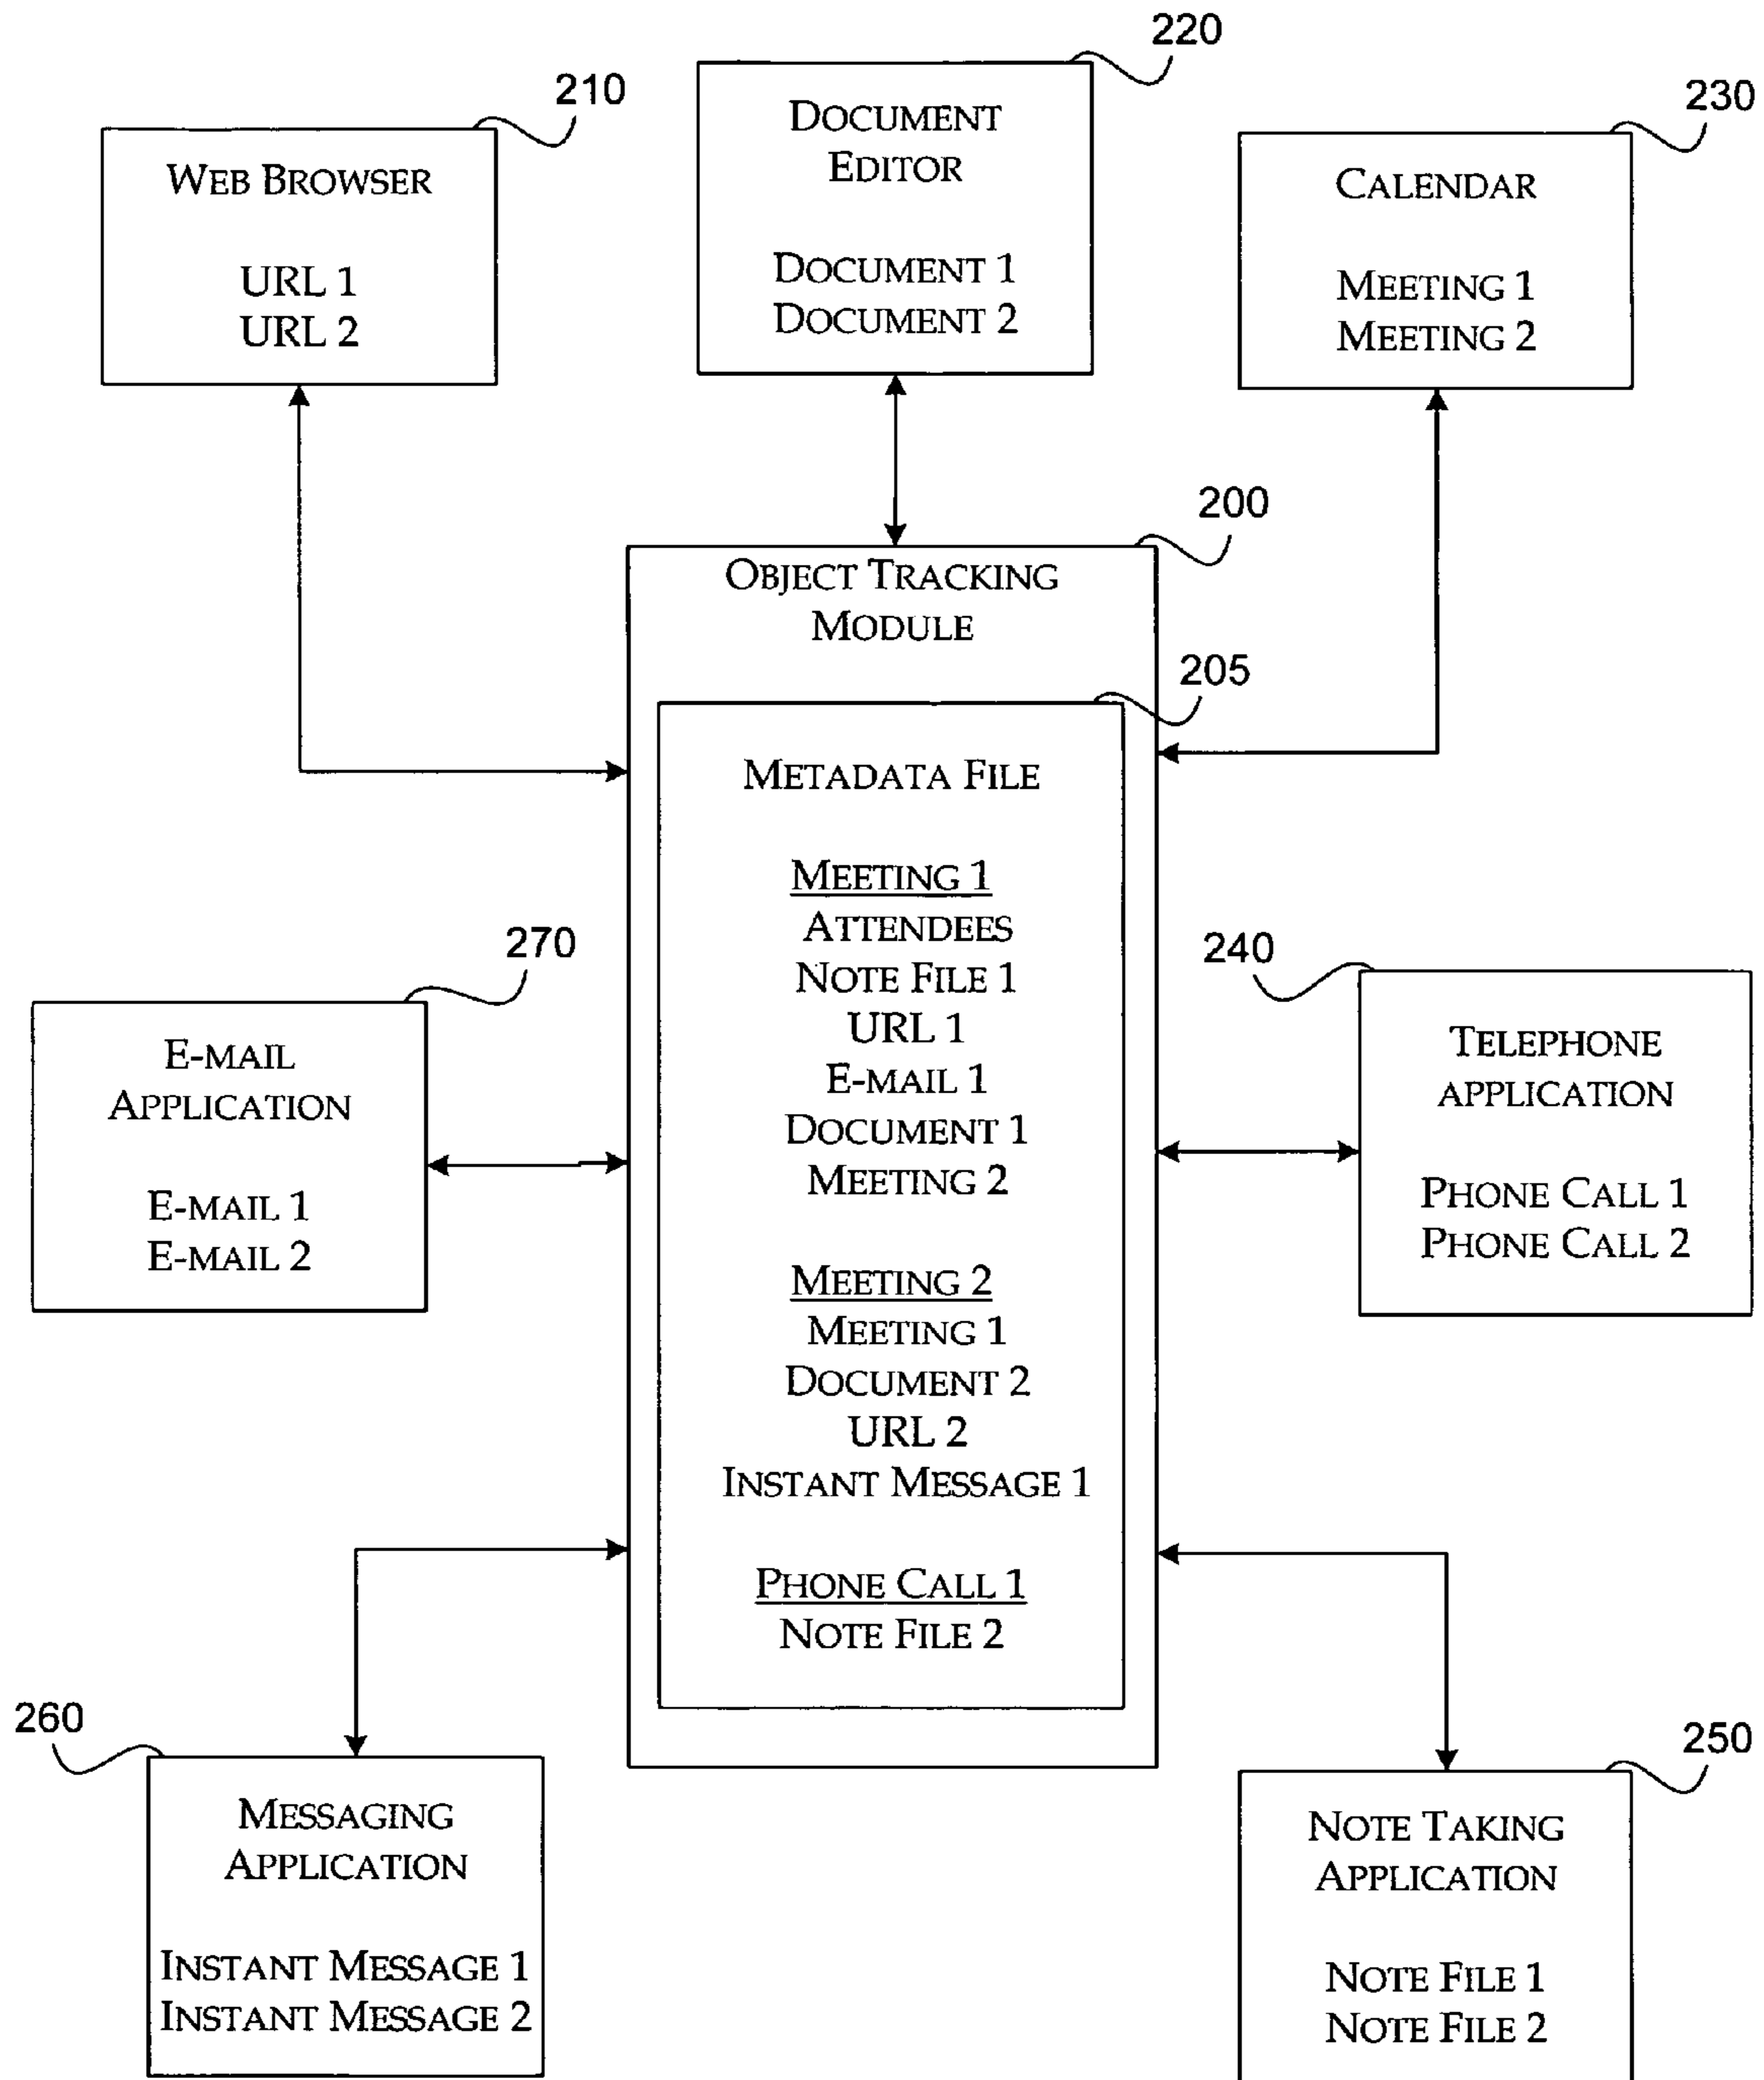 220
DOCUMENT
EDITOR
DOCUMENT 1
DOCUMENT 2
210
WEB BROWSER
URL 1
URL 2
230
CALENDAR
MEETING 1
MEETING 2
200
OBJECT TRACKING
MODULE
205
METADATA FILE
MEETING 1
ATTENDEES
NOTE FILE 1
URL 1
E-MAIL 1
DOCUMENT 1
MEETING 2
MEETING 2
MEETING 1
DOCUMENT 2
URL 2
INSTANT MESSAGE 1
PHONE CALL 1
NOTE FILE 2
270
E-MAIL
APPLICATION
E-MAIL 1
E-MAIL 2
240
TELEPHONE
APPLICATION
PHONE CALL 1
PHONE CALL 2
260
MESSAGING
APPLICATION
INSTANT MESSAGE 1
INSTANT MESSAGE 2
250
NOTE TAKING
APPLICATION
NOTE FILE 1
NOTE FILE 2